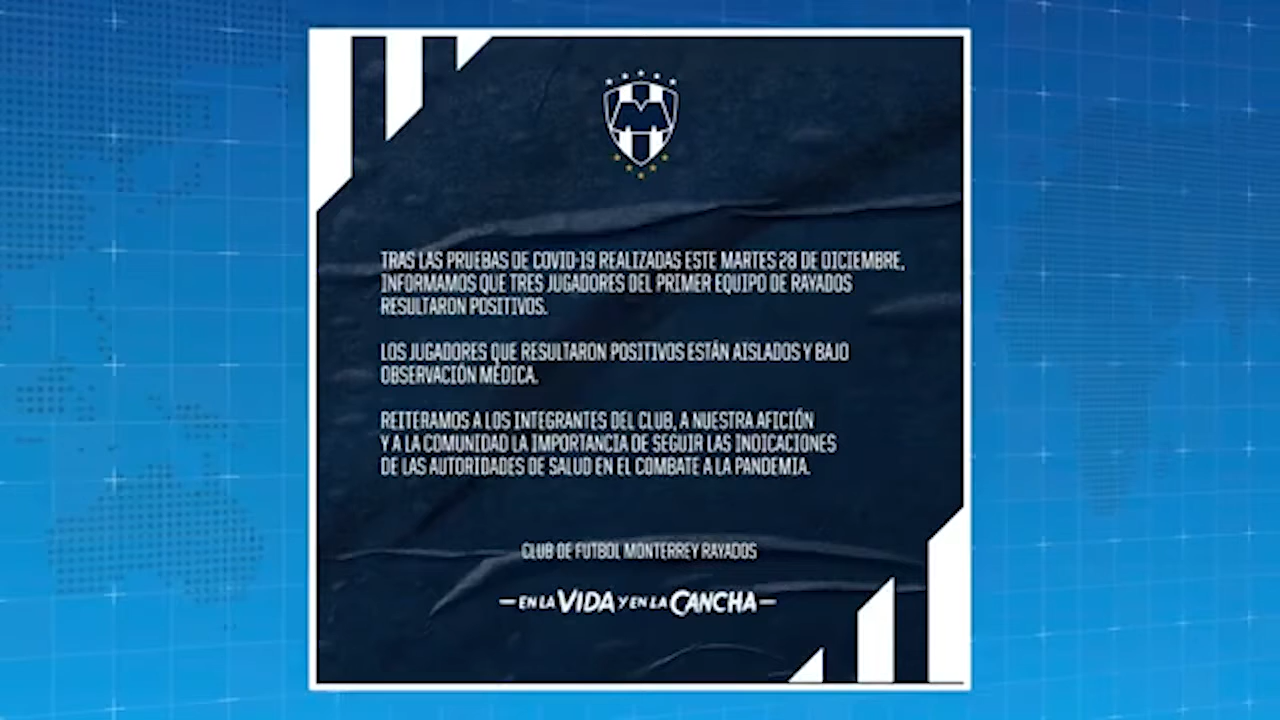 TRAS LAS PRUEBAS DE COVID-19 REALIZADAS ESTE MARTES 28 DE DICIEMBRE,
INFORMAMOS QUE TRES JUGADORES DEL PRIMER EQUIPO DE RAYADOS
RESULTARON POSITIVOS.
LOS JUGADORES QUE RESULTARON POSITIVOS ESTÁN AISLADOS Y BAJO
OBSERVACIÓN MÉDICA.
REITERAMOS A LOS INTEGRANTES DEL CLUB, A NUESTRA AFICIÓN
Y A LA COMUNIDAD LA IMPORTANCIA DE SEGUIR LAS INDICACIONES
DE LAS AUTORIDADES DE SALUD EN EL COMBATE A LA PANDEMIA.
CLUB DE FUTBOL MONTERREY RAYADOS
—EN LA VIDA Y EN LA CANCHA—